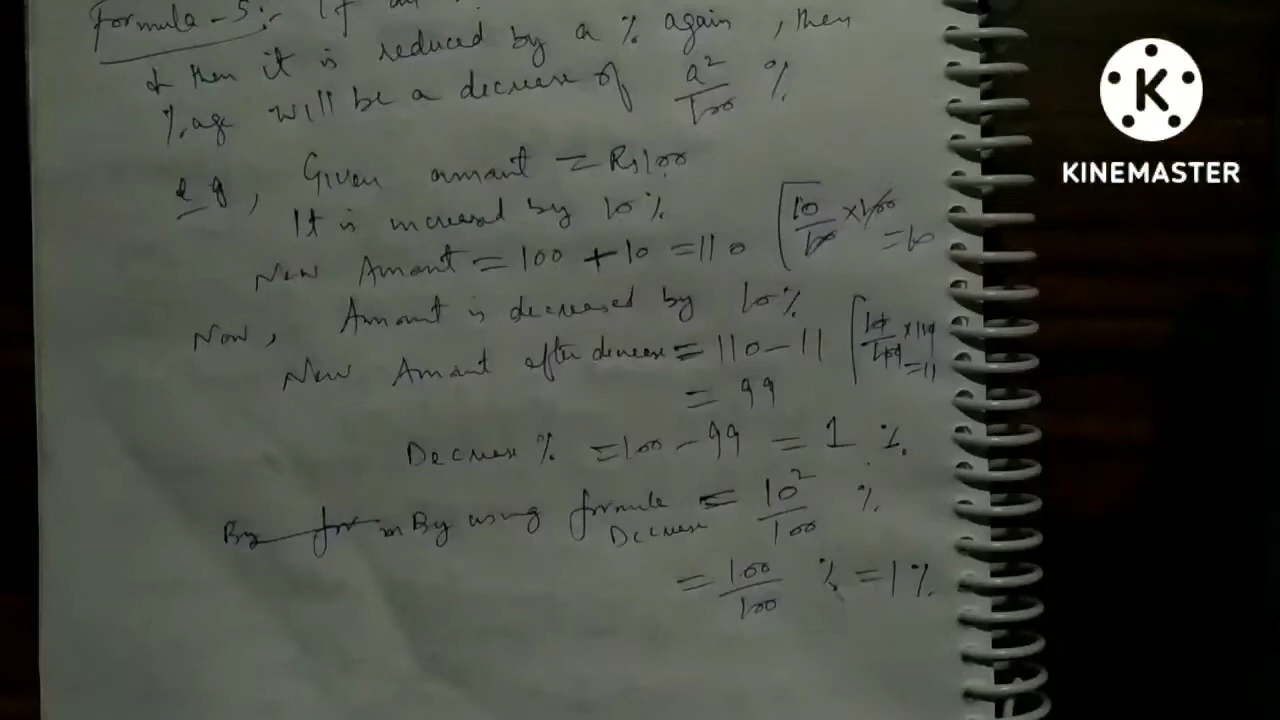 Formula-5:- If an
& then it is reduced by a % again, then
%age will be a decrease of a²/100 %
e g, Given amount = Rs100
It is increased by 10%
New Amount = 100 + 10 = 110 [10/100 × 100 = 10
Now, Amount is decreased by 10%
New Amount after decrease = 110 - 11 [10/100 × 110 = 11
= 99
Decrease % = 100 - 99 = 1 %.
By using formula Decrease = 10²/100 %
= 100/100 % = 1%
K
KINEMASTER